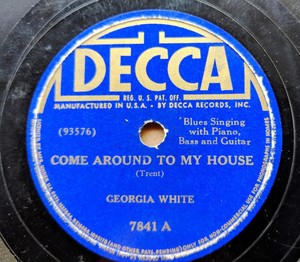 DECCA
REG. U. S. PAT. OFF.
MANUFACTURED IN U.S.A. - BY DECCA RECORDS, INC.
(93576)
Blues Singing
with Piano,
Bass and Guitar
COME AROUND TO MY HOUSE
(Trent)
GEORGIA WHITE
7841 A